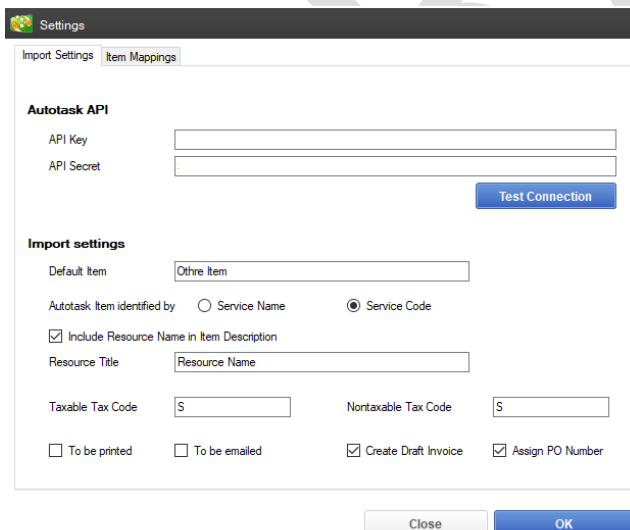 Settings
Import Settings Item Mappings
Autotask API
API Key
API Secret
Test Connection
Import settings
Default Item Othre Item
Autotask Item identified by Service Name Service Code
Include Resource Name in Item Description
Resource Title Resource Name
Taxable Tax Code S Nontaxable Tax Code S
To be printed To be emailed Create Draft Invoice Assign PO Number
Close OK